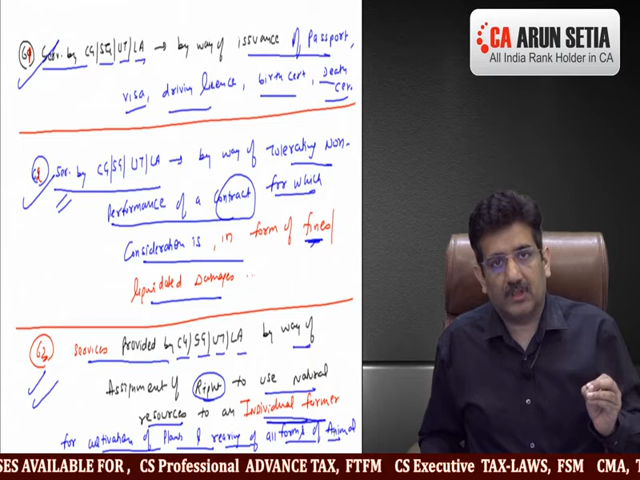 Serv. by CG/SG/UT/LA → by way of issuance of Passport,
visa, driving licence, birth cert, Death
Cer.
Ser. by CG/SG/UT/LA → by way of Tolerating Non-
Performance of a contract for which
Consideration is, in form of fines/
liquidated Damages ..
G3 Services provided by CG/SG/UT/LA by way of
Assignment of Right to use natural
resources to an Individual farmer
for cultivation of Plants & rearing of all forms of Animal
CA ARUN SETIA
All India Rank Holder in CA
SES AVAILABLE FOR , CS Professional ADVANCE TAX, FTFM CS Executive TAX-LAWS, FSM CMA, T